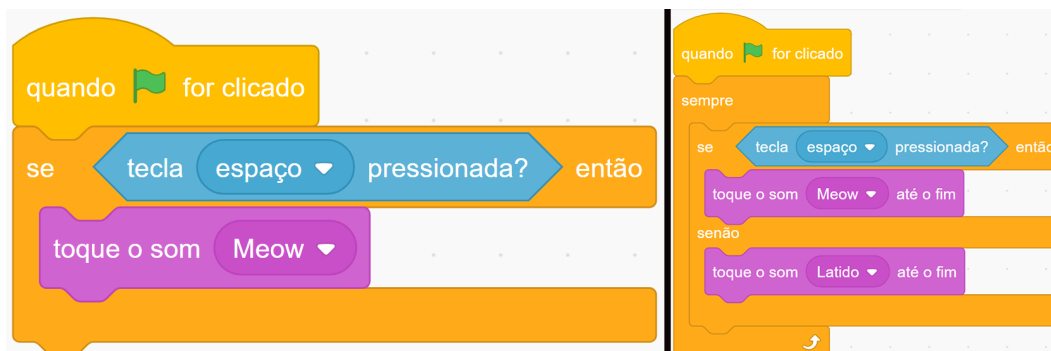 quando for clicado
se tecla espaço pressionada? então
toque o som Meow
quando for clicado
sempre
se tecla espaço pressionada? então
toque o som Meow até o fim
senão
toque o som Latido até o fim